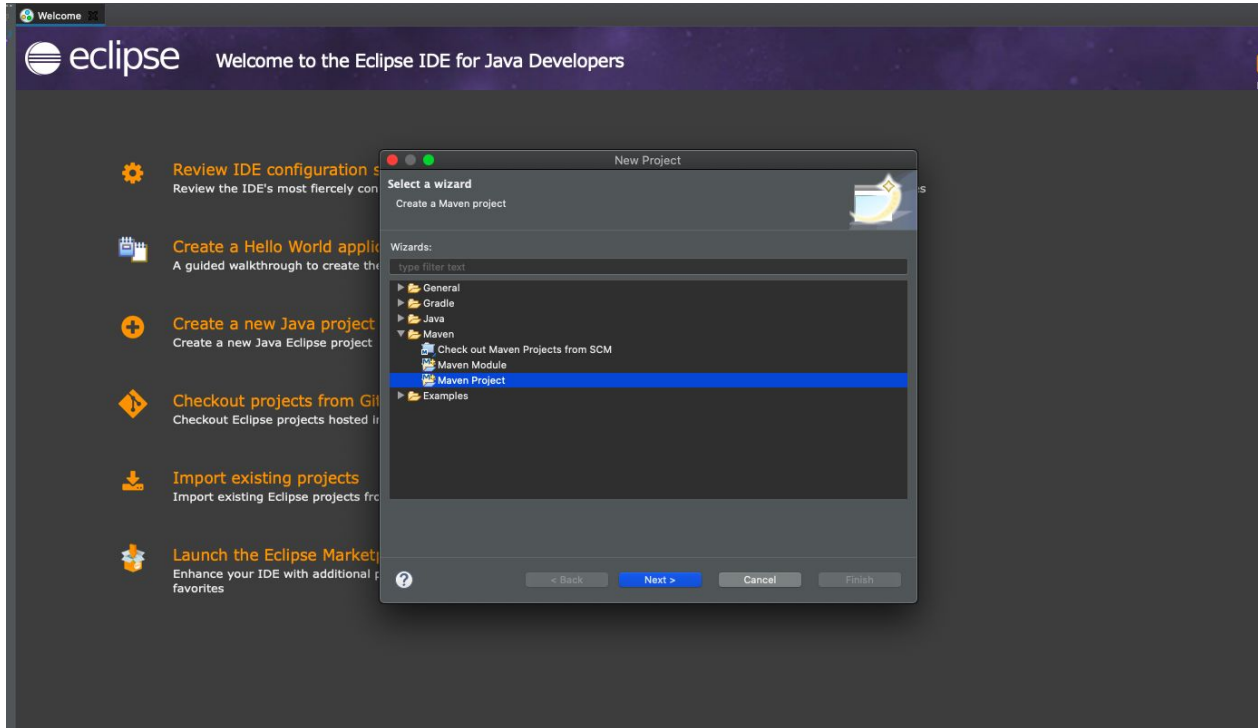 Welcome
eclipse
Welcome to the Eclipse IDE for Java Developers
Review IDE configuration s
Review the IDE's most fiercely con
es
Create a Hello World applic
A guided walkthrough to create the
Create a new Java project
Create a new Java Eclipse project
Checkout projects from Git
Checkout Eclipse projects hosted in
Import existing projects
Import existing Eclipse projects fro
Launch the Eclipse Marketp
Enhance your IDE with additional p
favorites
New Project
Select a wizard
Create a Maven project
Wizards:
type filter text
General
Gradle
Java
Maven
Check out Maven Projects from SCM
Maven Module
Maven Project
Examples
?
< Back
Next >
Cancel
Finish